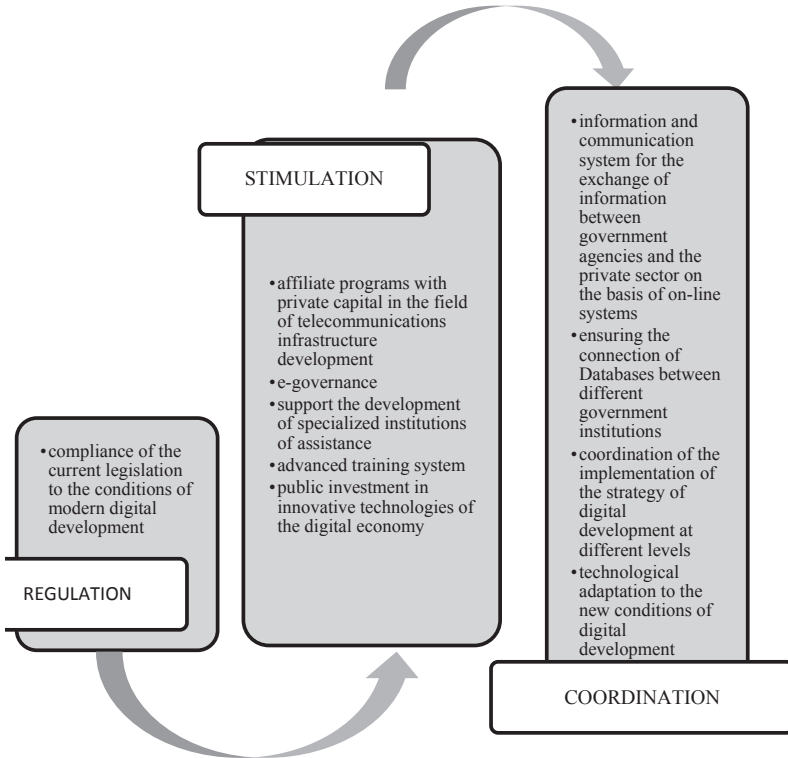 •compliance of the
current legislation
to the conditions of
modern digital
development
REGULATION
STIMULATION
•affiliate programs with
private capital in the field
of telecommunications
infrastructure
development
•e-governance
•support the development
of specialized institutions
of assistance
•advanced training system
•public investment in
innovative technologies of
the digital economy
•information and
communication
system for the
exchange of
information
between
government
agencies and the
private sector on
the basis of on-line
systems
•ensuring the
connection of
Databases between
different
government
institutions
•coordination of the
implementation of
the strategy of
digital
development at
different levels
•technological
adaptation to the
new conditions of
digital
development
COORDINATION